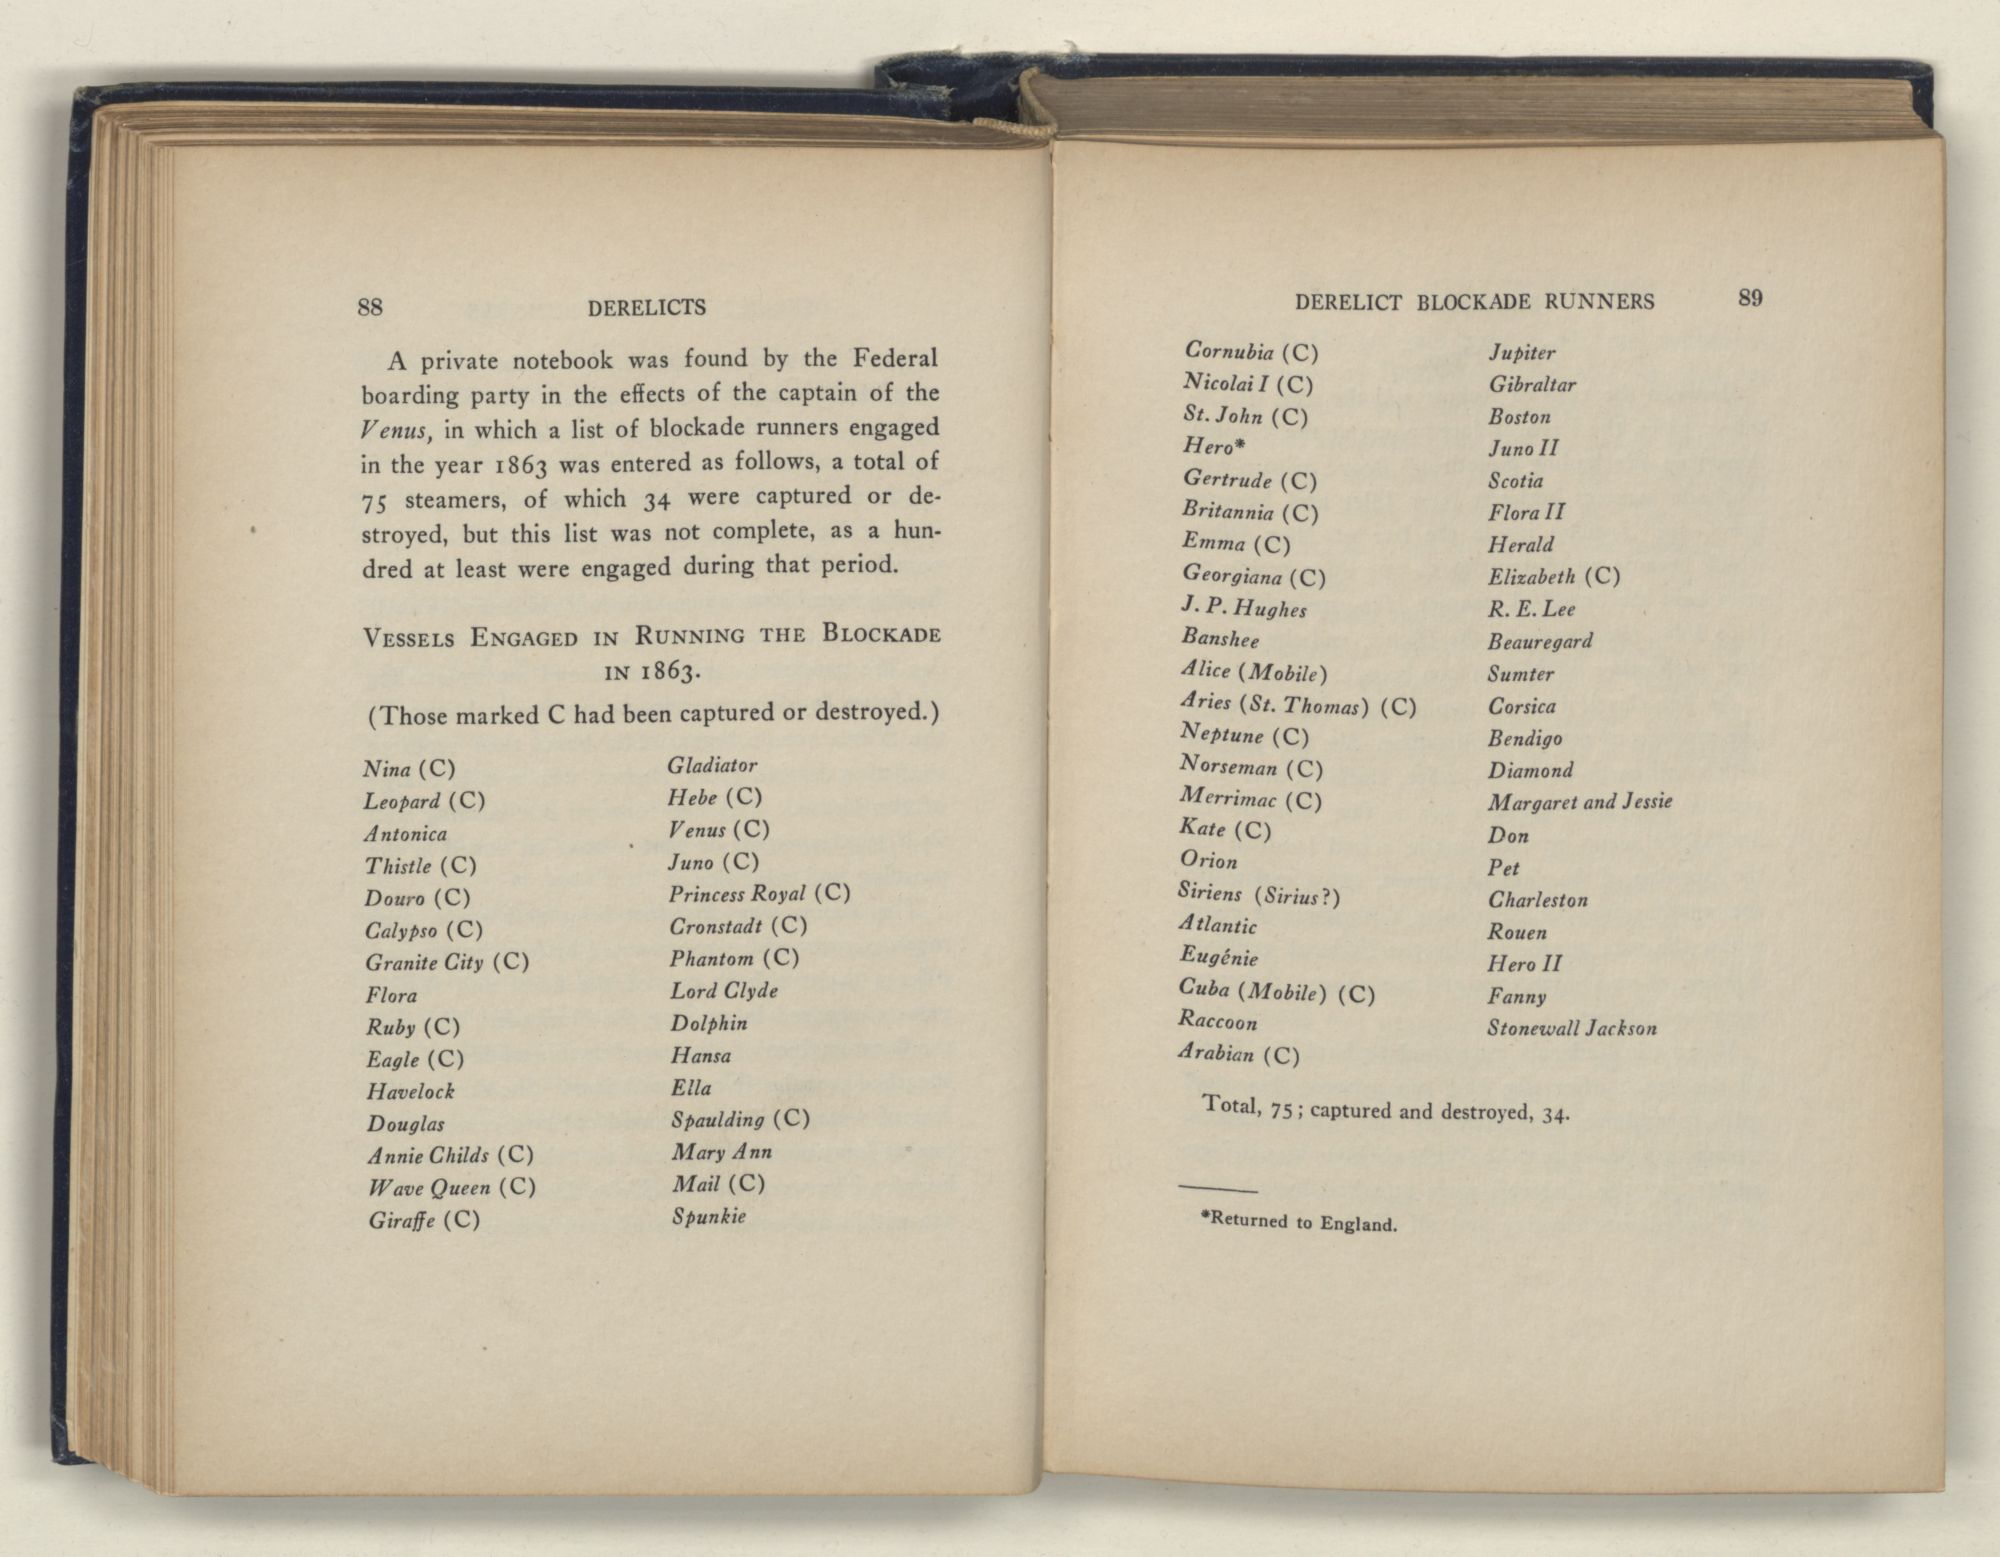 88 DERELICTS
A private notebook was found by the Federal
boarding party in the effects of the captain of the
Venus, in which a list of blockade runners engaged
in the year 1863 was entered as follows, a total of
75 steamers, of which 34 were captured or de-
stroyed, but this list was not complete, as a hun-
dred at least were engaged during that period.
VESSELS ENGAGED IN RUNNING THE BLOCKADE
IN 1863.
(Those marked C had been captured or destroyed.)
Nina (C)
Leopard (C)
Antonica
Thistle (C)
Douro (C)
Calypso (C)
Granite City (C)
Flora
Ruby (C)
Eagle (C)
Havelock
Douglas
Annie Childs (C)
Wave Queen (C)
Giraffe (C)
Gladiator
Hebe (C)
Venus (C)
Juno (C)
Princess Royal (C)
Cronstadt (C)
Phantom (C)
Lord Clyde
Dolphin
Hansa
Ella
Spaulding (C)
Mary Ann
Mail (C)
Spunkie
DERELICT BLOCKADE RUNNERS 89
Cornubia (C)
Nicolai I (C)
St. John (C)
Hero*
Gertrude (C)
Britannia (C)
Emma (C)
Georgiana (C)
J. P. Hughes
Banshee
Alice (Mobile)
Aries (St. Thomas) (C)
Neptune (C)
Norseman (C)
Merrimac (C)
Kate (C)
Orion
Siriens (Sirius?)
Atlantic
Eugénie
Cuba (Mobile) (C)
Raccoon
Arabian (C)
Jupiter
Gibraltar
Boston
Juno II
Scotia
Flora II
Herald
Elizabeth (C)
R. E. Lee
Beauregard
Sumter
Corsica
Bendigo
Diamond
Margaret and Jessie
Don
Pet
Charleston
Rouen
Hero II
Fanny
Stonewall Jackson
Total, 75; captured and destroyed, 34.
*Returned to England.